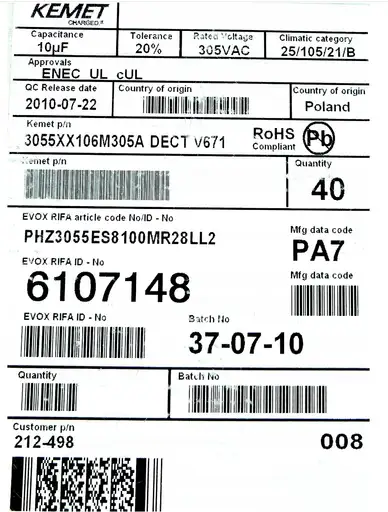 KEMET
CHARGED.®
Capacitance Tolerance Rated Voltage Climatic category
10µF 20% 305VAC 25/105/21/B
Approvals
ENEC UL cUL
QC Release date Country of origin Country of origin
2010-07-22 Poland
Kemet p/n
3055XX106M305A DECT V671 RoHS Compliant Pb
Kemet p/n Quantity
40
EVOX RIFA article code No/ID - No Mfg data code
PHZ3055ES8100MR28LL2 PA7
EVOX RIFA ID - No Mfg data code
6107148
EVOX RIFA ID - No Batch No
37-07-10
Quantity Batch No
Customer p/n
212-498 008